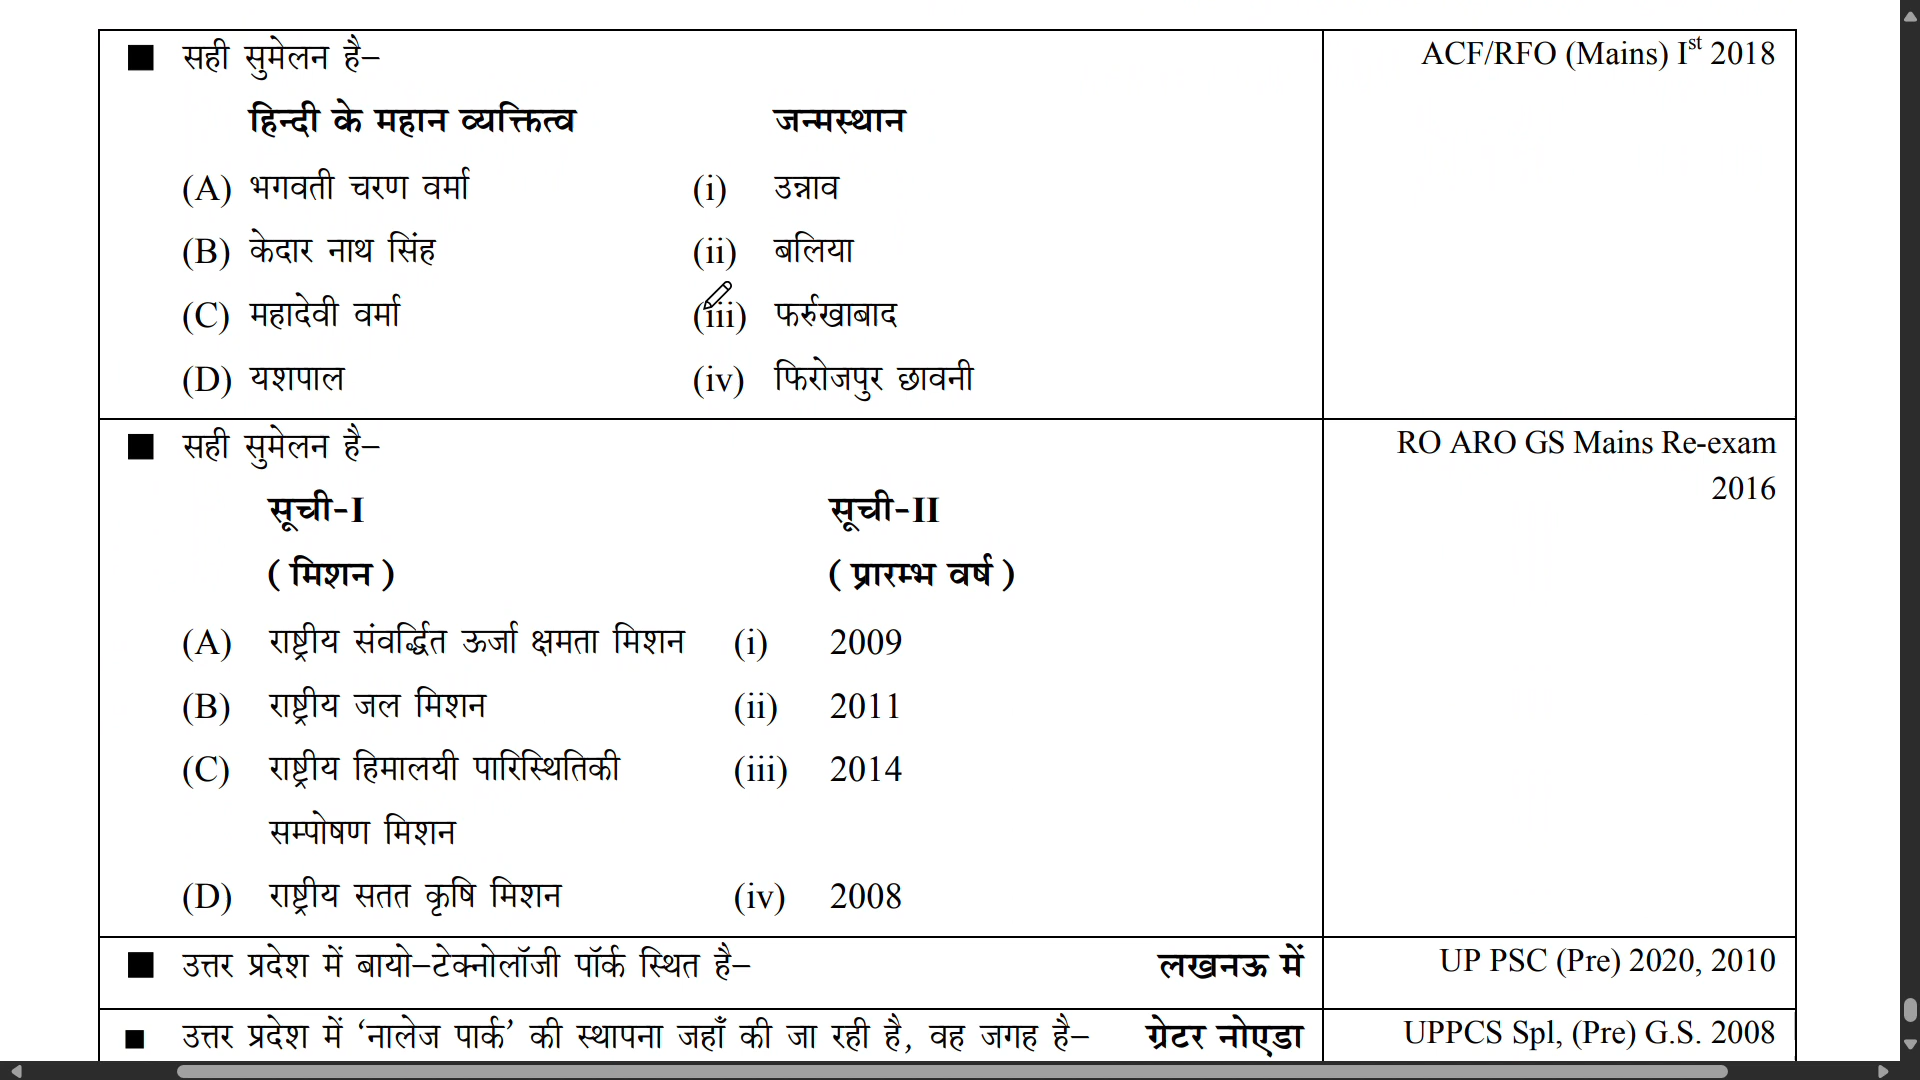 ■ सही सुमेलन है– ACF/RFO (Mains) Ist 2018
हिन्दी के महान व्यक्तित्व जन्मस्थान
(A) भगवती चरण वर्मा (i) उन्नाव
(B) केदार नाथ सिंह (ii) बलिया
(C) महादेवी वर्मा (iii) फर्रुखाबाद
(D) यशपाल (iv) फिरोजपुर छावनी
■ सही सुमेलन है– RO ARO GS Mains Re-exam
2016
सूची-I सूची-II
( मिशन ) ( प्रारम्भ वर्ष )
(A) राष्ट्रीय संवर्द्धित ऊर्जा क्षमता मिशन (i) 2009
(B) राष्ट्रीय जल मिशन (ii) 2011
(C) राष्ट्रीय हिमालयी पारिस्थितिकी (iii) 2014
सम्पोषण मिशन
(D) राष्ट्रीय सतत कृषि मिशन (iv) 2008
■ उत्तर प्रदेश में बायो–टेक्नोलॉजी पॉर्क स्थित है– लखनऊ में UP PSC (Pre) 2020, 2010
■ उत्तर प्रदेश में ‘नालेज पार्क’ की स्थापना जहाँ की जा रही है, वह जगह है– ग्रेटर नोएडा UPPCS Spl, (Pre) G.S. 2008